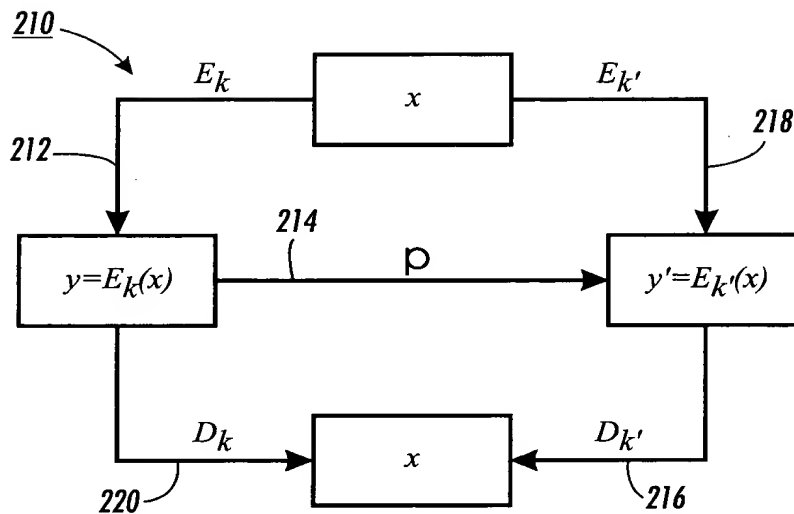 210
E_k
x
E_k'
212
218
214
p
y=E_k(x)
y'=E_k'(x)
D_k
x
D_k'
220
216